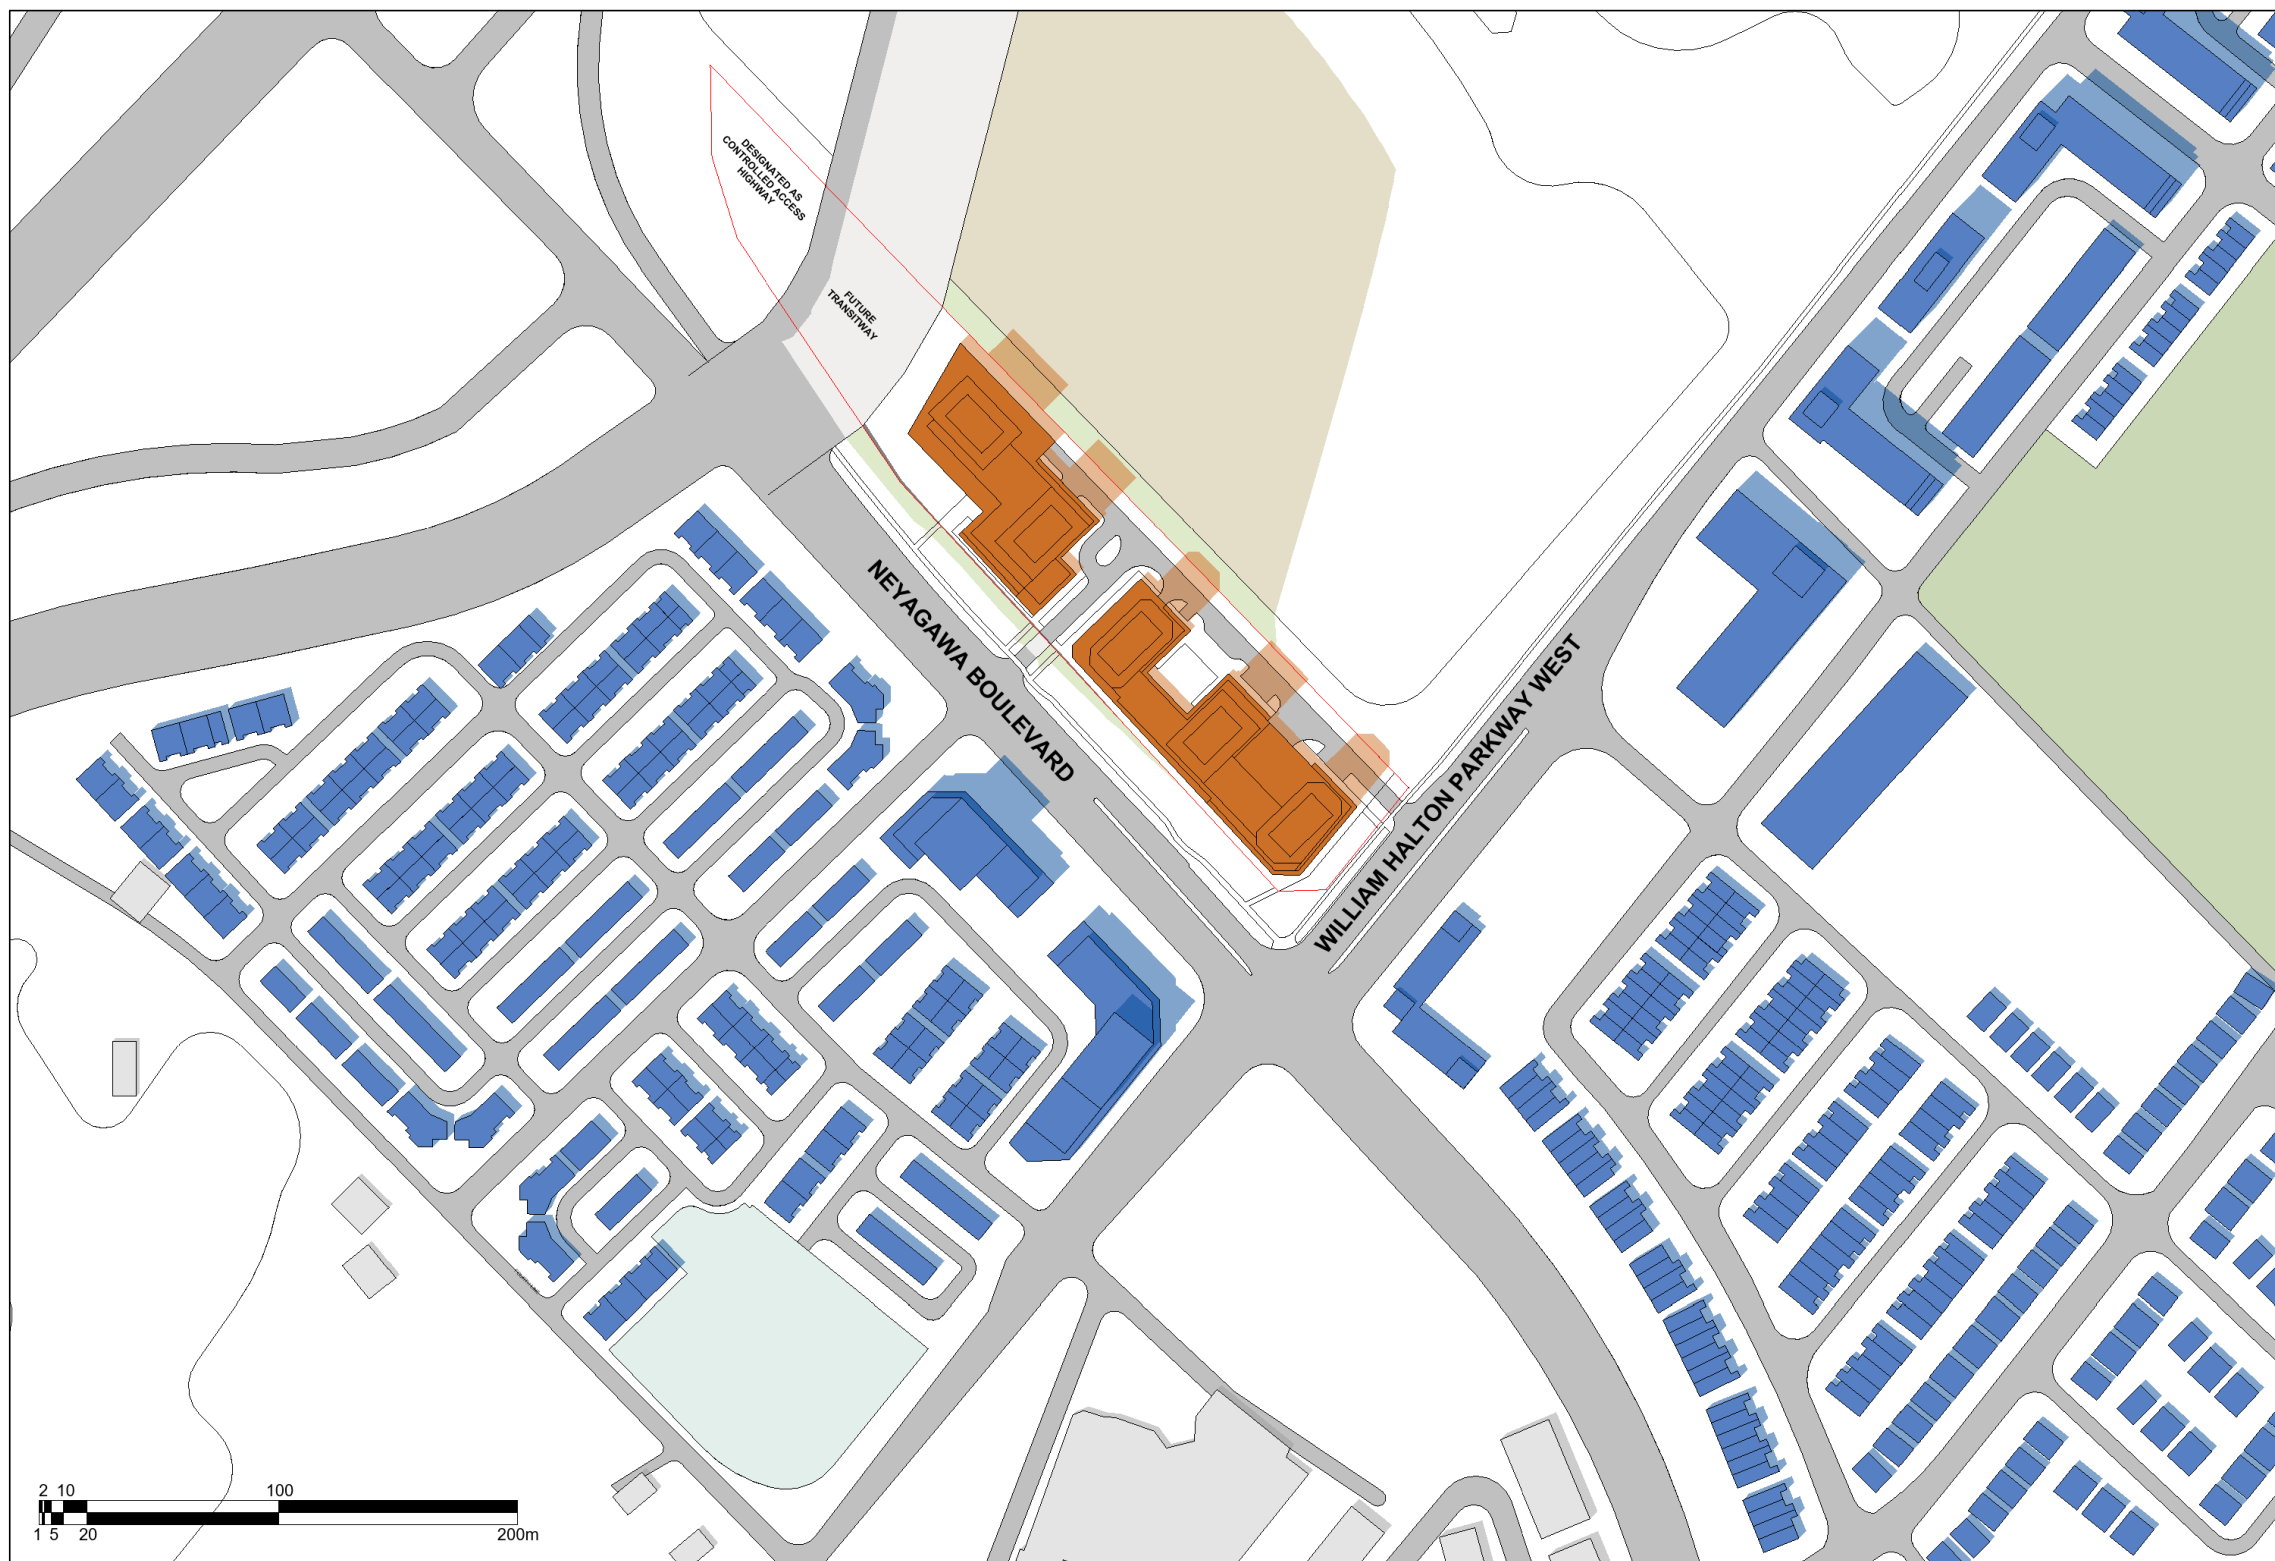 DESIGNATED AS
CONTROLLED ACCESS
HIGHWAY
FUTURE
TRANSITWAY
NEYAGAWA BOULEVARD
WILLIAM HALTON PARKWAY WEST
2 10 100
1 5 20 200m